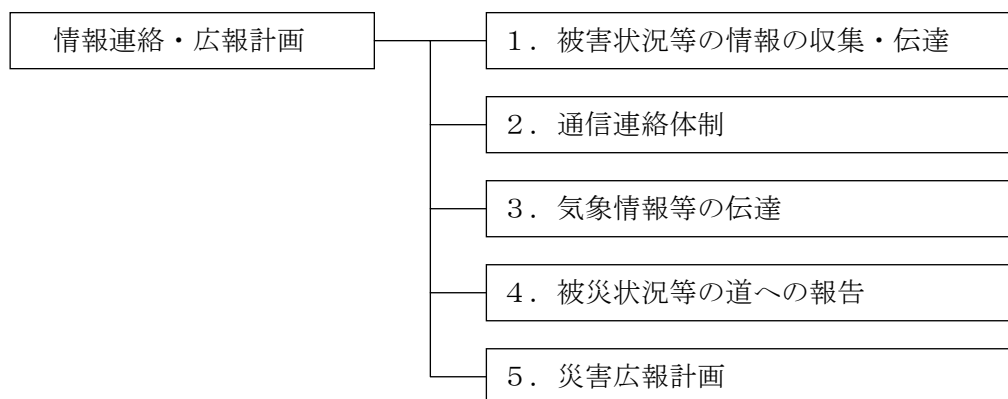 情報連絡・広報計画
１．被害状況等の情報の収集・伝達
２．通信連絡体制
３．気象情報等の伝達
４．被災状況等の道への報告
５．災害広報計画